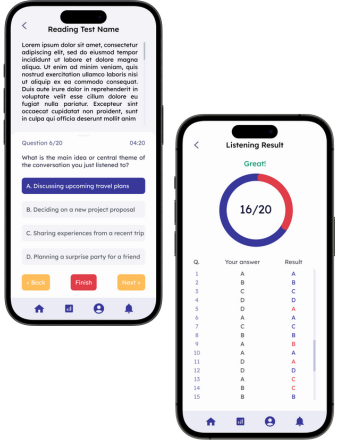 Reading Test Name
Lorem ipsum dolor sit amet, consectetur
adipiscing elit, sed do eiusmod tempor
incididunt ut labore et dolore magna
aliqua. Ut enim ad minim veniam, quis
nostrud exercitation ullamco laboris nisi
ut aliquip ex ea commodo consequat.
Duis aute irure dolor in reprehenderit in
voluptate velit esse cillum dolore eu
fugiat nulla pariatur. Excepteur sint
occaecat cupidatat non proident, sunt
in culpa qui officia deserunt mollit anim
Question 6/20 04:20
What is the main idea or central theme of
the conversation you just listened to?
A. Discussing upcoming travel plans
B. Deciding on a new project proposal
C. Sharing experiences from a recent trip
D. Planning a surprise party for a friend
< Back Finish Next >
Listening Result
Great!
16/20
Q. Your answer Result
1 A A
2 B B
3 C C
4 D D
5 D A
6 A A
7 C C
8 B B
9 A B
10 A A
11 D A
12 D D
13 A C
14 B C
15 B B